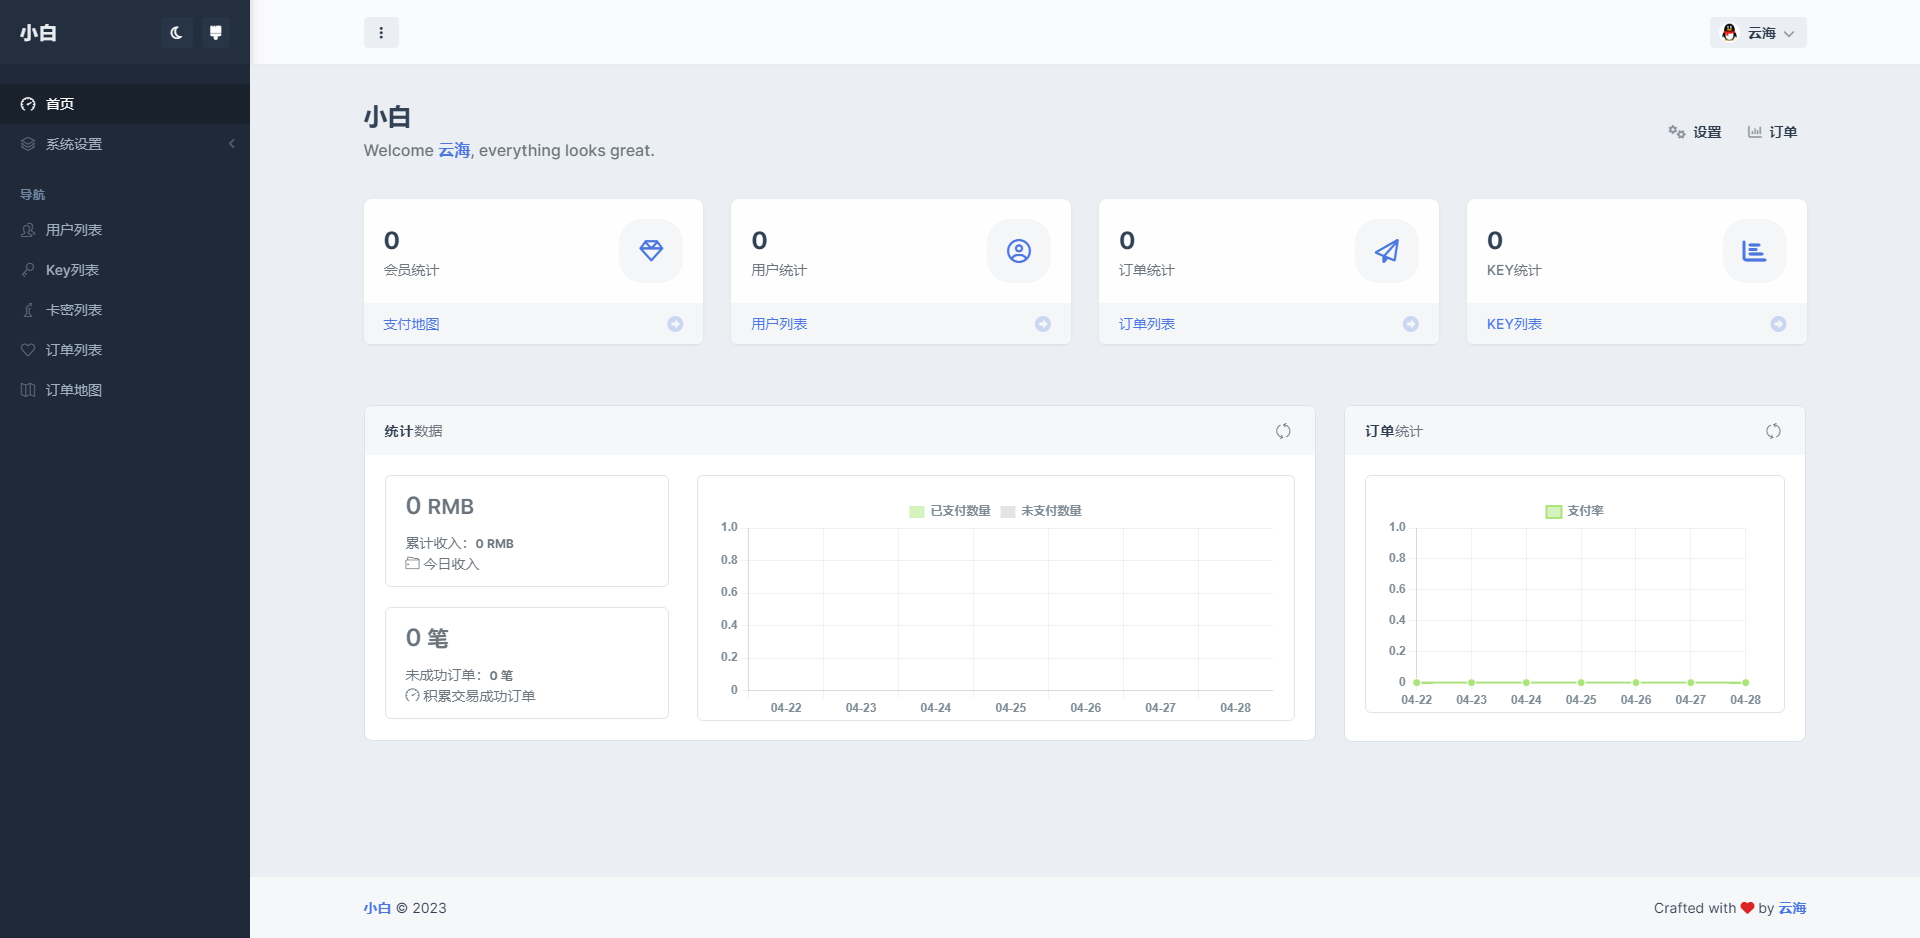 小白
首页
系统设置
导航
用户列表
Key列表
卡密列表
订单列表
订单地图
云海
小白
Welcome 云海, everything looks great.
设置
订单
0
会员统计
支付地图
0
用户统计
用户列表
0
订单统计
订单列表
0
KEY统计
KEY列表
统计数据
0 RMB
累计收入：0 RMB
今日收入
0 笔
未成功订单：0 笔
积累交易成功订单
已支付数量 未支付数量
1.0
0.8
0.6
0.4
0.2
0
04-22 04-23 04-24 04-25 04-26 04-27 04-28
订单统计
支付率
1.0
0.8
0.6
0.4
0.2
0
04-22 04-23 04-24 04-25 04-26 04-27 04-28
小白 © 2023
Crafted with ❤ by 云海